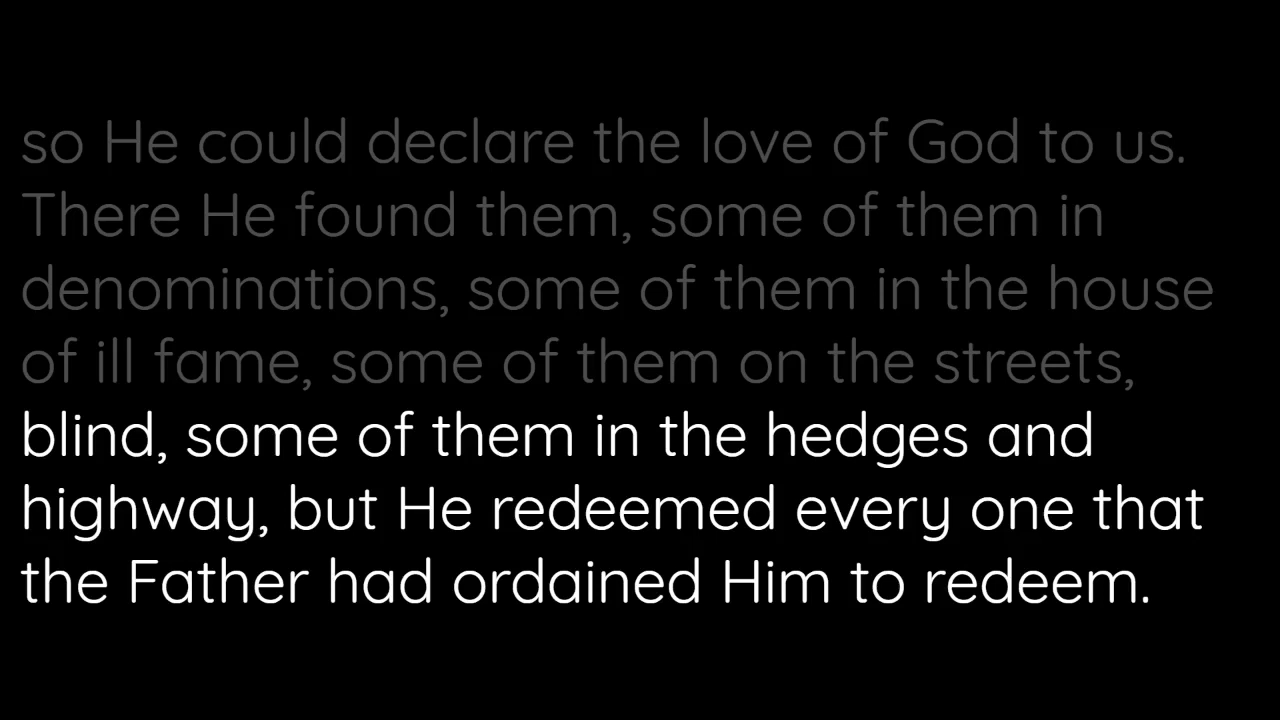 so He could declare the love of God to us.
There He found them, some of them in
denominations, some of them in the house
of ill fame, some of them on the streets,
blind, some of them in the hedges and
highway, but He redeemed every one that
the Father had ordained Him to redeem.